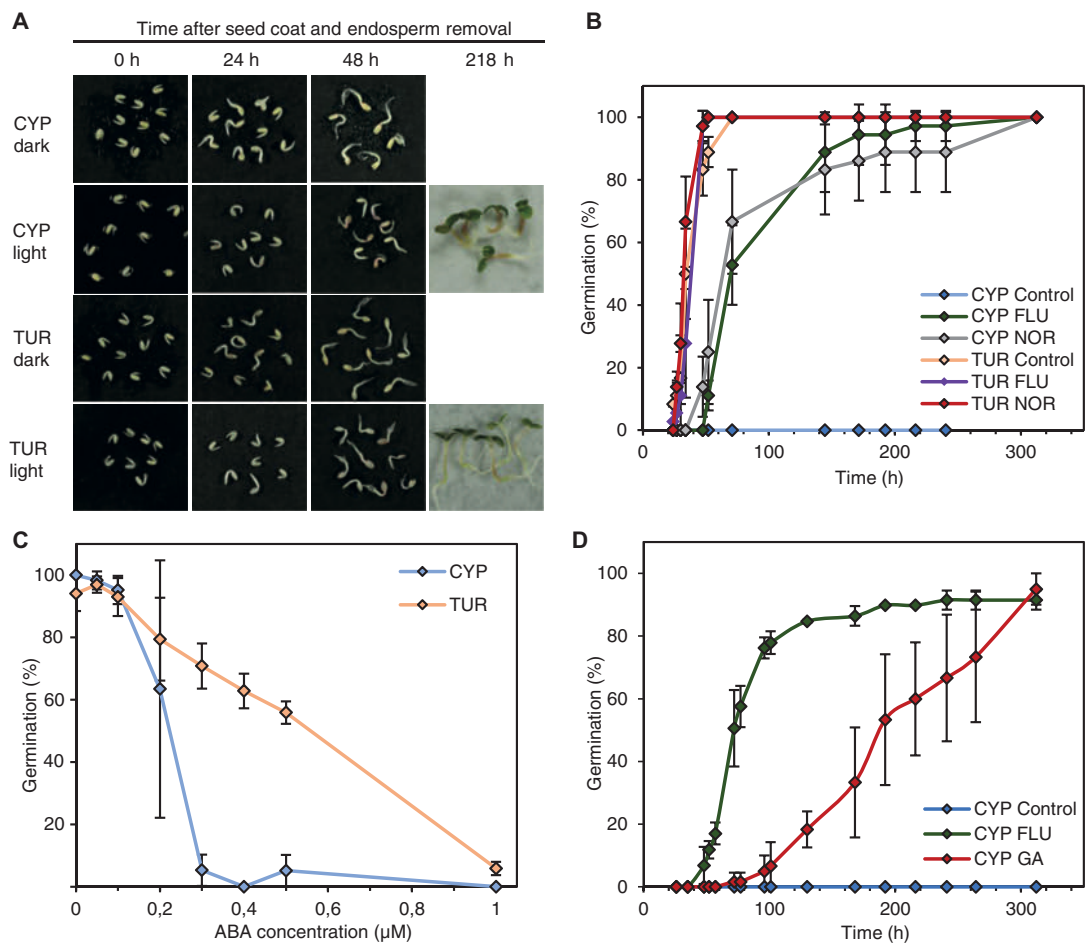 A
Time after seed coat and endosperm removal
0 h 24 h 48 h 218 h
CYP
dark
CYP
light
TUR
dark
TUR
light
B
Germination (%)
100
80
60
40
20
0
0 100 200 300
Time (h)
CYP Control
CYP FLU
CYP NOR
TUR Control
TUR FLU
TUR NOR
C
Germination (%)
100
80
60
40
20
0 0,2 0,4 0,6 0,8 1
ABA concentration (µM)
CYP
TUR
D
Germination (%)
100
80
60
40
20
0
0 100 200 300
Time (h)
CYP Control
CYP FLU
CYP GA